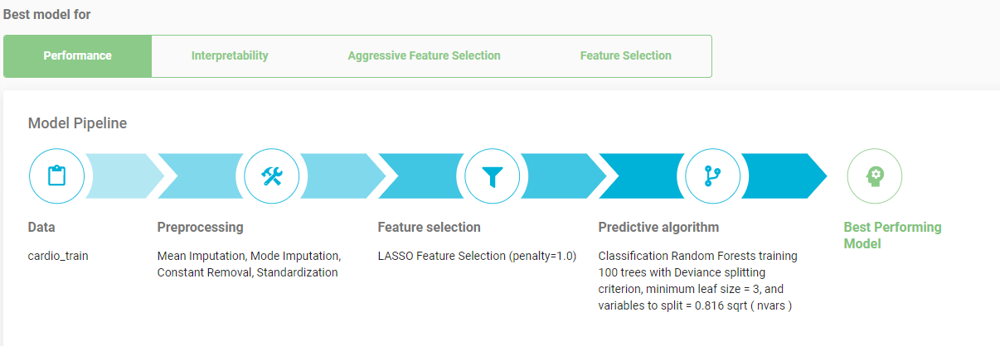 Best model for
Performance
Interpretability
Aggressive Feature Selection
Feature Selection
Model Pipeline
Data
cardio_train
Preprocessing
Mean Imputation, Mode Imputation,
Constant Removal, Standardization
Feature selection
LASSO Feature Selection (penalty=1.0)
Predictive algorithm
Classification Random Forests training
100 trees with Deviance splitting
criterion, minimum leaf size = 3, and
variables to split = 0.816 sqrt ( nvars )
Best Performing
Model